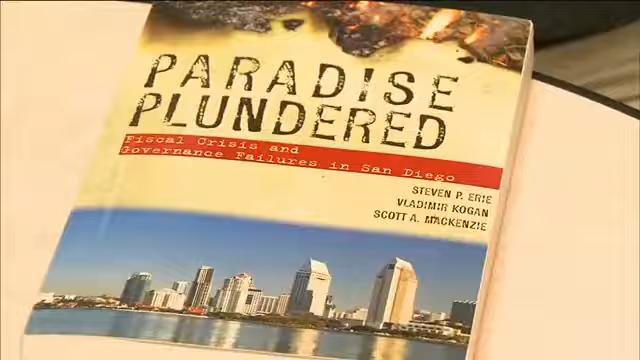 PARADISE
PLUNDERED
Fiscal Crisis and
Governance Failures in San Diego
STEVEN P. ERIE
VLADIMIR KOGAN
SCOTT A. MACKENZIE